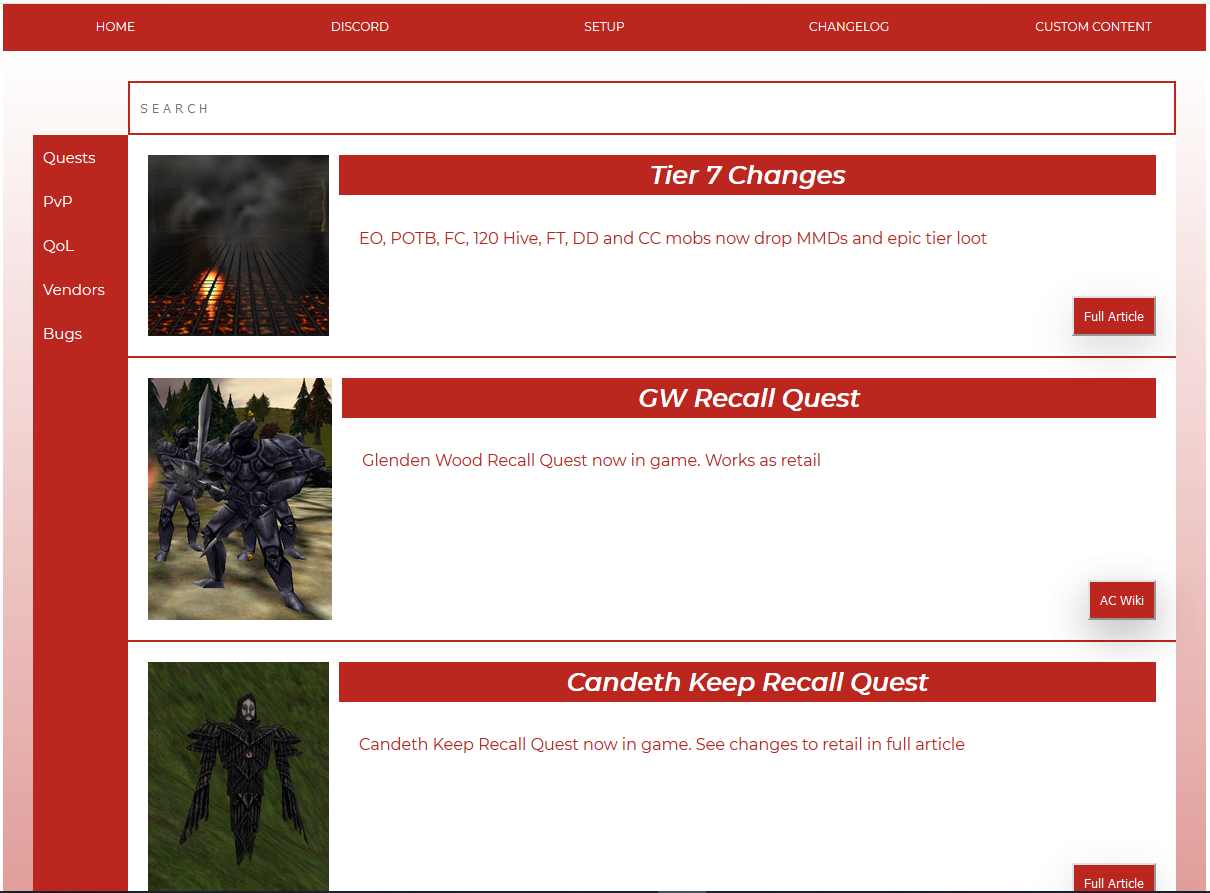 HOME DISCORD SETUP CHANGELOG CUSTOM CONTENT
SEARCH
Quests
PvP
QoL
Vendors
Bugs
Tier 7 Changes
EO, POTB, FC, 120 Hive, FT, DD and CC mobs now drop MMDs and epic tier loot
Full Article
GW Recall Quest
Glenden Wood Recall Quest now in game. Works as retail
AC Wiki
Candeth Keep Recall Quest
Candeth Keep Recall Quest now in game. See changes to retail in full article
Full Article